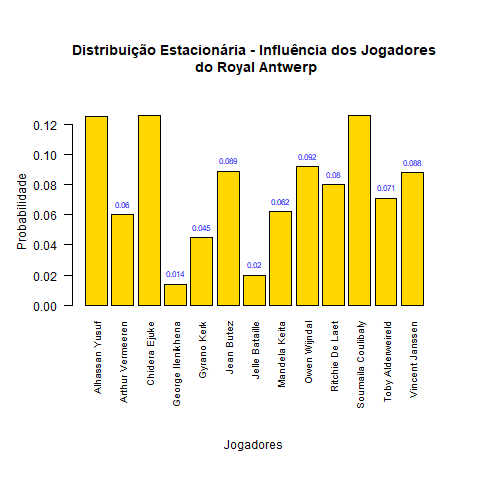 Distribuição Estacionária - Influência dos Jogadores
do Royal Antwerp
Probabilidade
0.12
0.10
0.08
0.06
0.04
0.02
0.00
0.06
0.014
0.045
0.089
0.02
0.062
0.092
0.08
0.071
0.088
Alhassan Yusuf
Arthur Vermeeren
Chidera Ejuke
George Ilenikhena
Gyrano Kerk
Jean Butez
Jelle Bataille
Mandela Keita
Owen Wijndal
Ritchie De Laet
Soumaila Coulibaly
Toby Alderweireld
Vincent Janssen
Jogadores